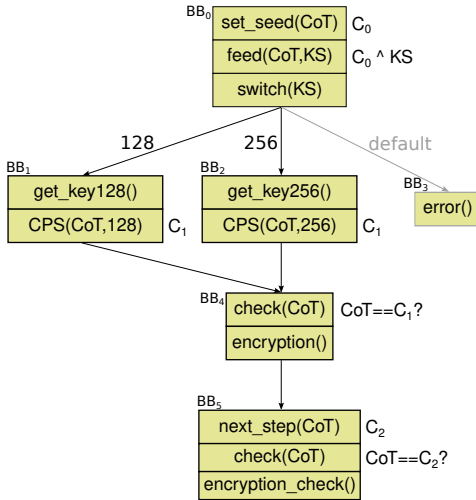 BB₀
set_seed(CoT) C₀
feed(CoT,KS) C₀ ^ KS
switch(KS)
128 256 default
BB₁ BB₂ BB₃
get_key128() get_key256() error()
CPS(CoT,128) C₁ CPS(CoT,256) C₁
BB₄
check(CoT) CoT==C₁?
encryption()
BB₅
next_step(CoT) C₂
check(CoT) CoT==C₂?
encryption_check()